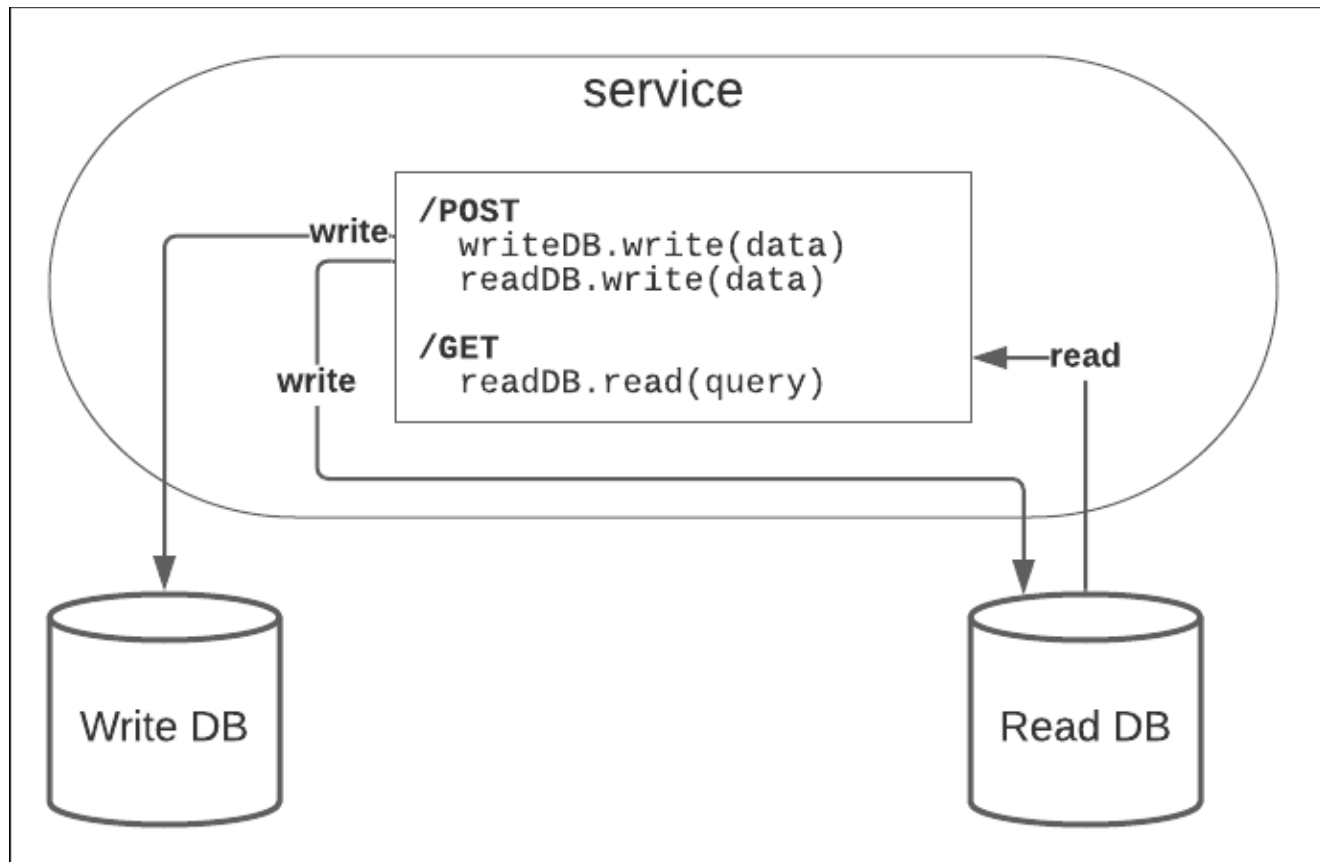 service
/POST
writeDB.write(data)
readDB.write(data)
/GET
readDB.read(query)
write
write
read
Write DB
Read DB